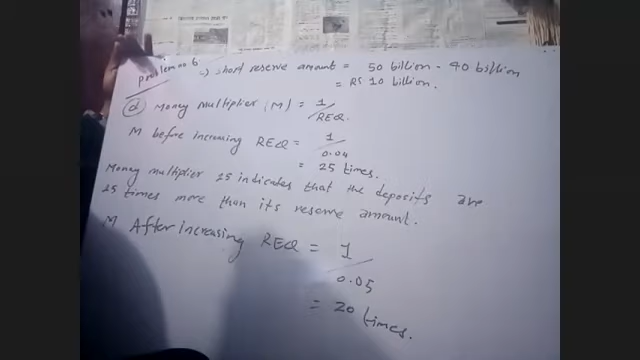 Problem no. 6
c) Short reserve amount = 50 billion - 40 billion
= RS 10 billion.
(d) Money multiplier (M) = 1/REQ.
M before increasing REQ = 1/0.04
= 25 times.
Money multiplier 25 indicates that the deposits are
25 times more than its reserve amount.
M After increasing REQ = 1/0.05
= 20 times.